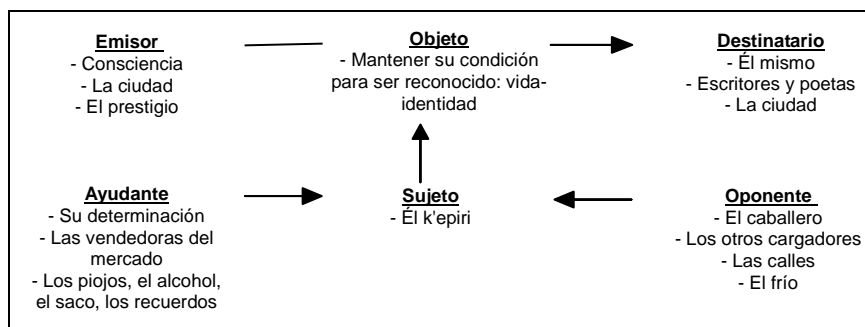 Emisor
- Consciencia
- La ciudad
- El prestigio
Objeto
- Mantener su condición
para ser reconocido: vida-
identidad
Destinatario
- Él mismo
- Escritores y poetas
- La ciudad
Ayudante
- Su determinación
- Las vendedoras del
mercado
- Los piojos, el alcohol,
el saco, los recuerdos
Sujeto
- Él k'epiri
Oponente
- El caballero
- Los otros cargadores
- Las calles
- El frío